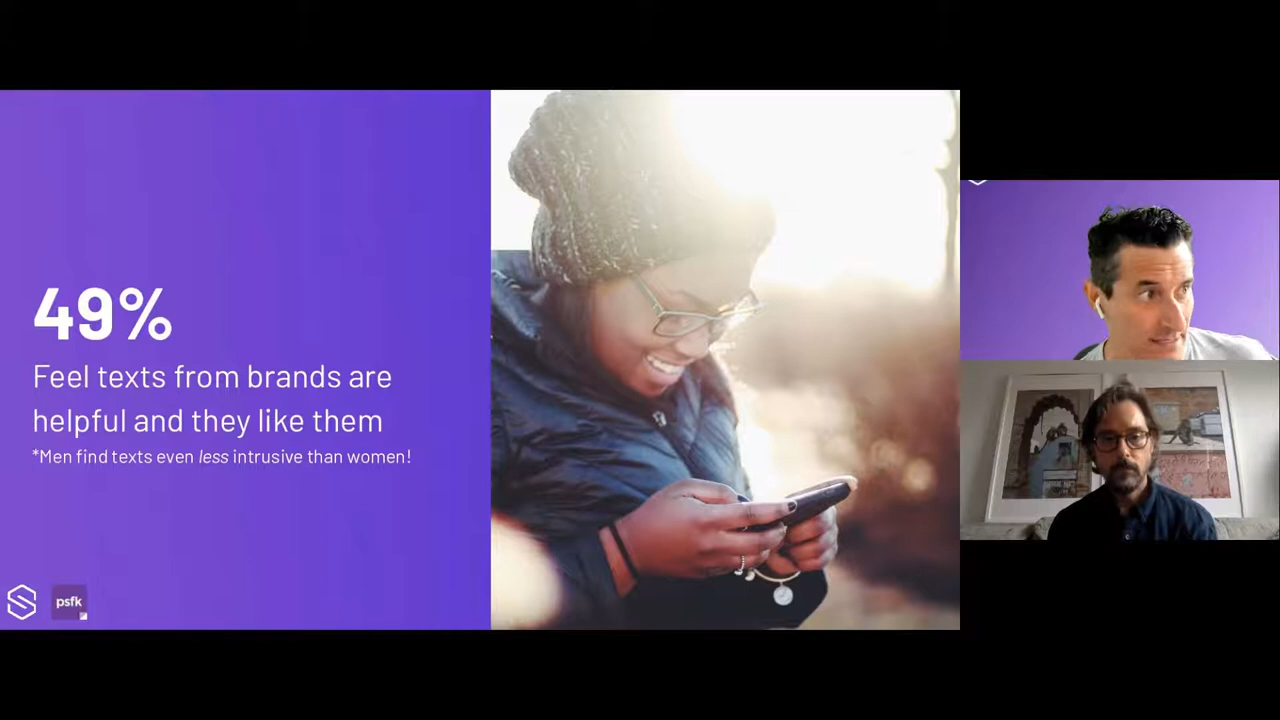 49%
Feel texts from brands are
helpful and they like them
*Men find texts even less intrusive than women!
psfk